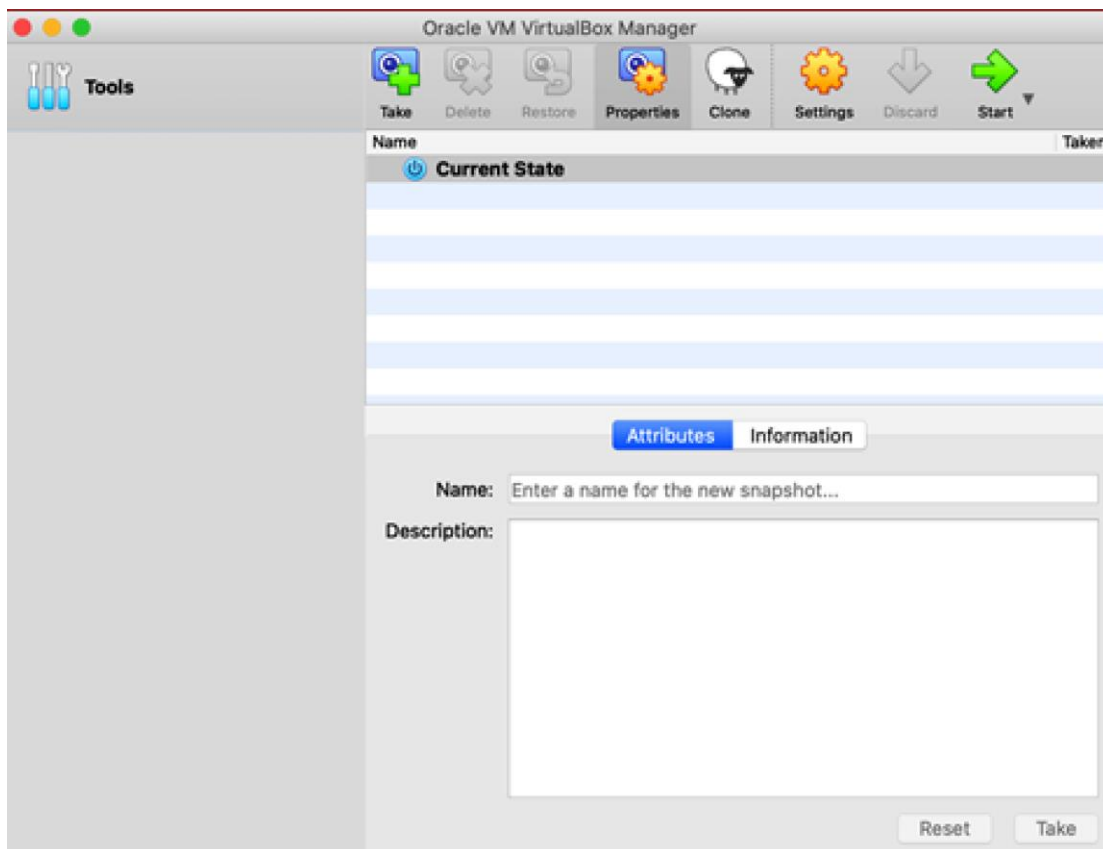 Oracle VM VirtualBox Manager
Tools
Take Delete Restore Properties Clone Settings Discard Start
Name Taken
Current State
Attributes Information
Name: Enter a name for the new snapshot...
Description:
Reset Take